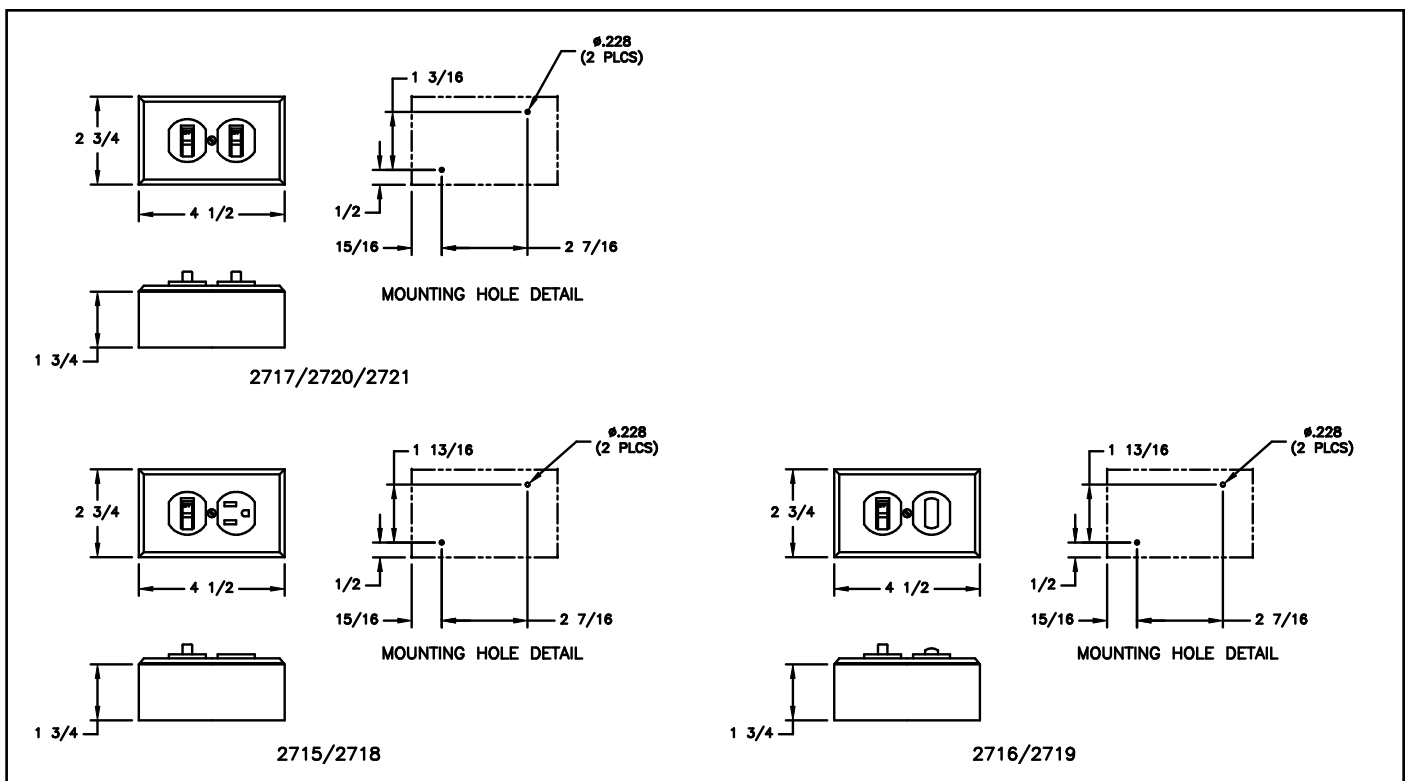 ø.228
(2 PLCS)
1 3/16
2 3/4
1/2
4 1/2
15/16
2 7/16
MOUNTING HOLE DETAIL
1 3/4
2717/2720/2721
ø.228
(2 PLCS)
1 13/16
2 3/4
1/2
4 1/2
15/16
2 7/16
MOUNTING HOLE DETAIL
1 3/4
2715/2718
ø.228
(2 PLCS)
1 13/16
2 3/4
1/2
4 1/2
15/16
2 7/16
MOUNTING HOLE DETAIL
1 3/4
2716/2719